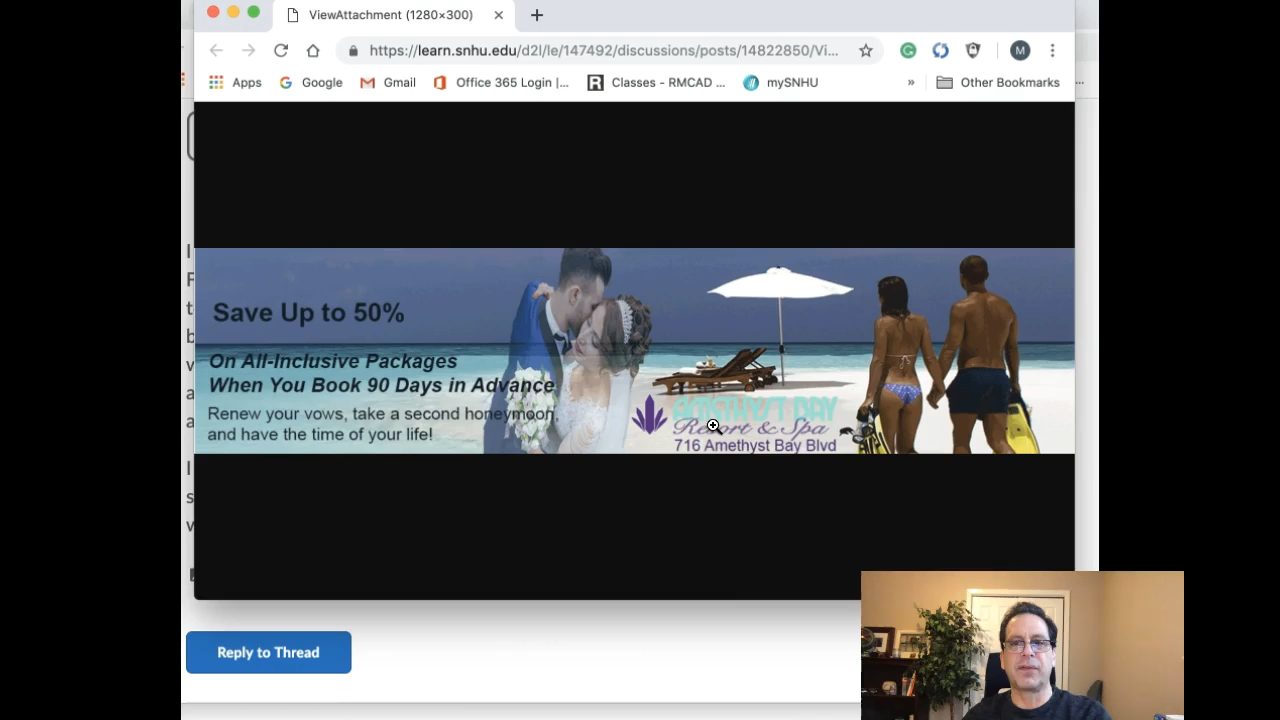 ViewAttachment (1280×300)
https://learn.snhu.edu/d2l/le/147492/discussions/posts/14822850/Vi...
M
Apps
Google
Gmail
Office 365 Login |...
R
Classes - RMCAD ...
mySNHU
»
Other Bookmarks
Save Up to 50%
On All-Inclusive Packages
When You Book 90 Days in Advance
Renew your vows, take a second honeymoon,
and have the time of your life!
AMETHYST BAY
Resort & Spa
716 Amethyst Bay Blvd
Reply to Thread